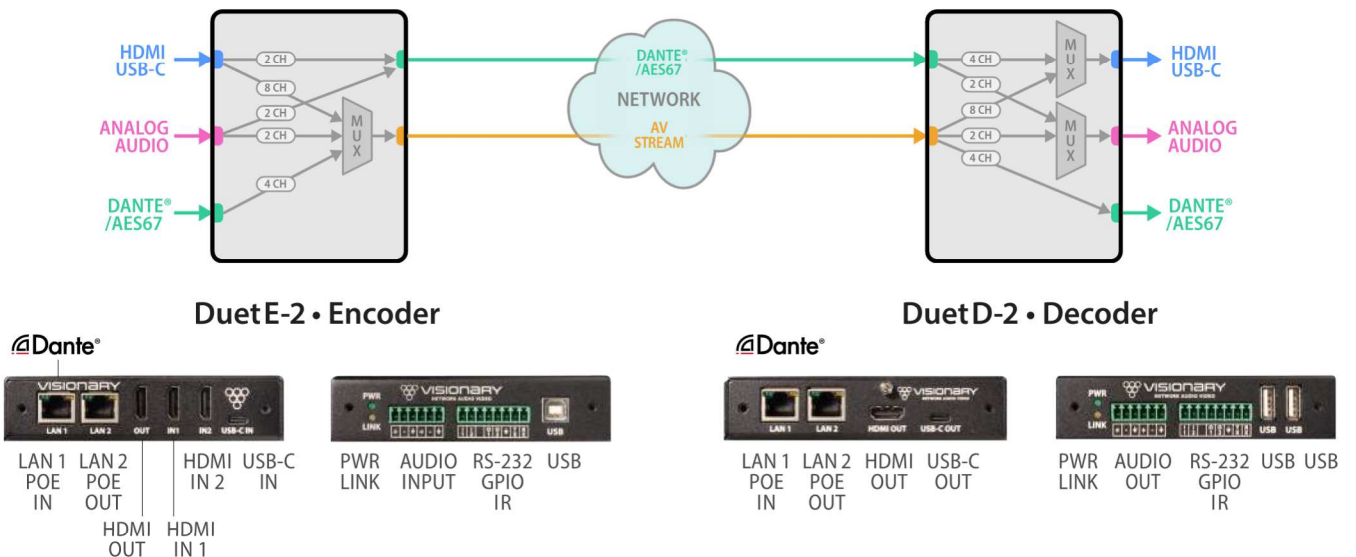 HDMI
USB-C
2 CH
8 CH
2 CH
2 CH
4 CH
MUX
ANALOG
AUDIO
DANTE®
/AES67
DANTE®
/AES67
NETWORK
AV
STREAM
4 CH
2 CH
8 CH
2 CH
4 CH
MUX
MUX
HDMI
USB-C
ANALOG
AUDIO
DANTE®
/AES67
DuetE-2 • Encoder
DuetD-2 • Decoder
Dante®
VISIONARY
LAN 1 LAN 2 OUT IN1 IN2 USB-C IN
VISIONARY
NETWORK AUDIO VIDEO
PWR
LINK
USB
LAN 1
POE
IN
LAN 2
POE
OUT
HDMI
OUT
HDMI
IN 1
HDMI
IN 2
USB-C
IN
PWR
LINK
AUDIO
INPUT
RS-232
GPIO
IR
USB
Dante®
VISIONARY
NETWORK AUDIO VIDEO
LAN 1 LAN 2 HDMI OUT USB-C OUT
VISIONARY
NETWORK AUDIO VIDEO
PWR
LINK
USB USB
LAN 1
POE
IN
LAN 2
POE
OUT
HDMI
OUT
USB-C
OUT
PWR
LINK
AUDIO
OUT
RS-232
GPIO
IR
USB USB